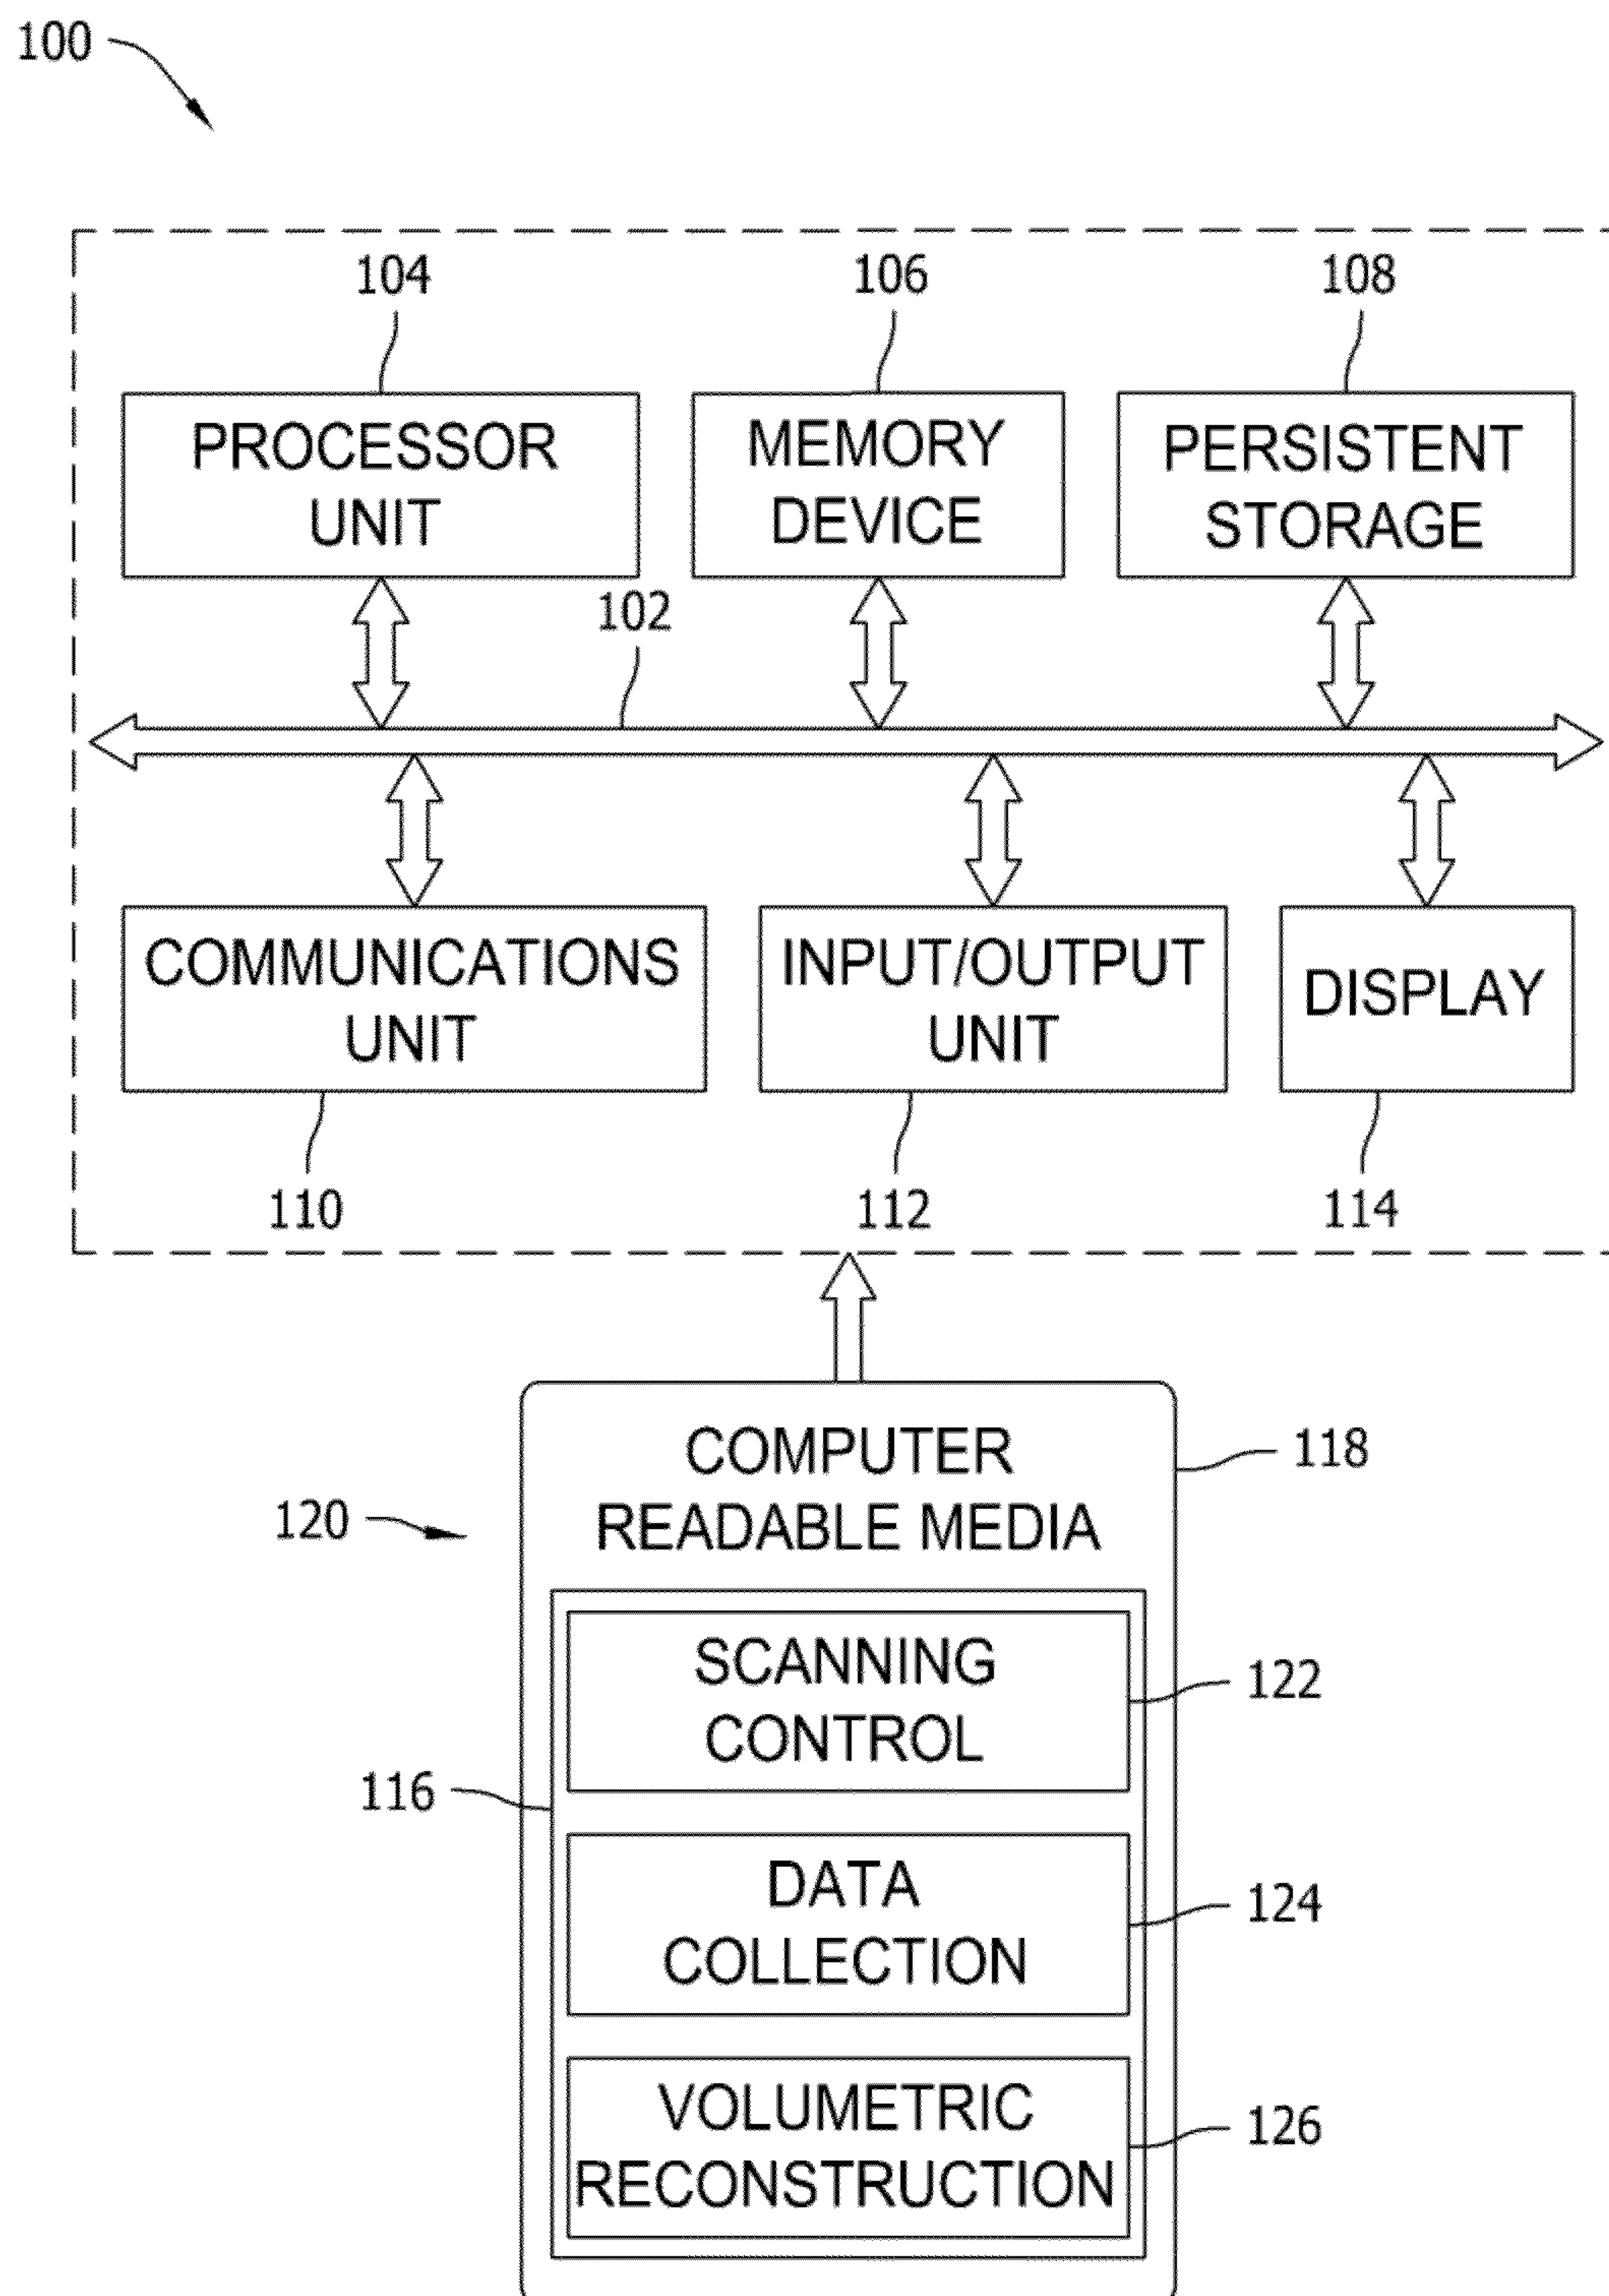 100
104
106
108
PROCESSOR
UNIT
MEMORY
DEVICE
PERSISTENT
STORAGE
102
COMMUNICATIONS
UNIT
INPUT/OUTPUT
UNIT
DISPLAY
110
112
114
COMPUTER
READABLE MEDIA
118
120
SCANNING
CONTROL
122
116
DATA
COLLECTION
124
VOLUMETRIC
RECONSTRUCTION
126